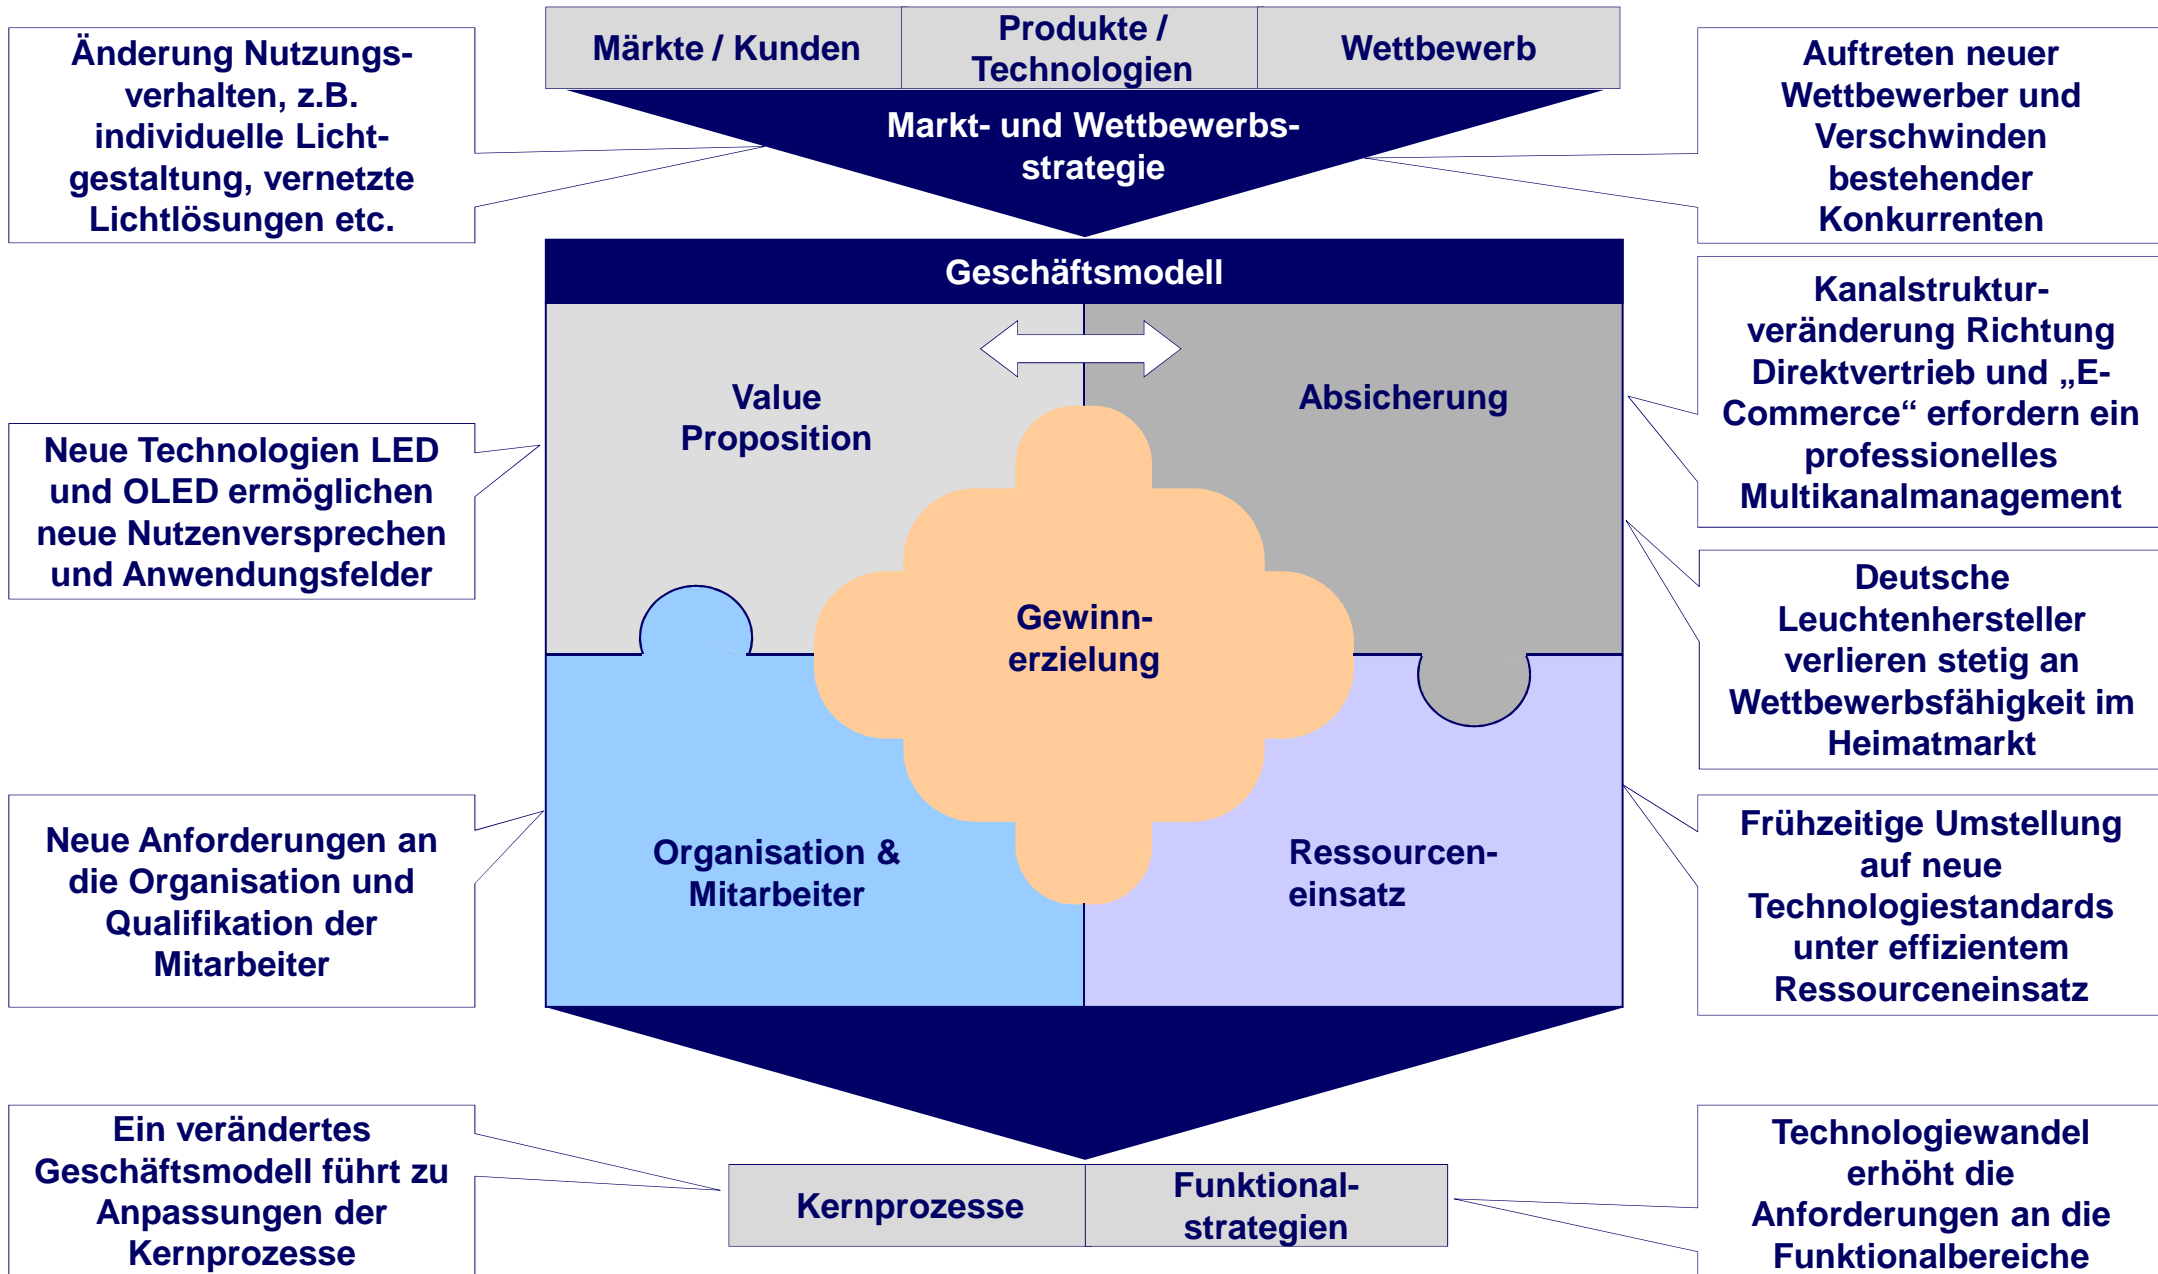 Märkte / Kunden
Produke /
Technologien
Wettbewerb
Änderung Nutzungs-
verhalten, z.B.
individuelle Licht-
gestaltung, vernetzte
Lichtlösungen etc.
Markt- und Wettbewerbs-
strategie
Auftreten neuer
Wettbewerber und
Verschwinden
bestehender
Konkurrenten
Geschäftsmodell
Value
Proposition
Absicherung
Kanalstruktur-
veränderung Richtung
Direktvertrieb und „E-
Commerce“ erfordern ein
professionelles
Multikanalmanagement
Neue Technologien LED
und OLED ermöglichen
neue Nutzenversprechen
und Anwendungsfelder
Gewinn-
erzielung
Deutsche
Leuchtenhersteller
verlieren stetig an
Wettbewerbsfähigkeit im
Heimatmarkt
Neue Anforderungen an
die Organisation und
Qualifikation der
Mitarbeiter
Organisation &
Mitarbeiter
Ressourcen-
einsatz
Frühzeitige Umstellung
auf neue
Technologiestandards
unter effizientem
Ressourceneinsatz
Ein verändertes
Geschäftsmodell führt zu
Anpassungen der
Kernprozesse
Kernprozesse
Funktional-
strategien
Technologiewandel
erhöht die
Anforderungen an die
Funktionalbereiche